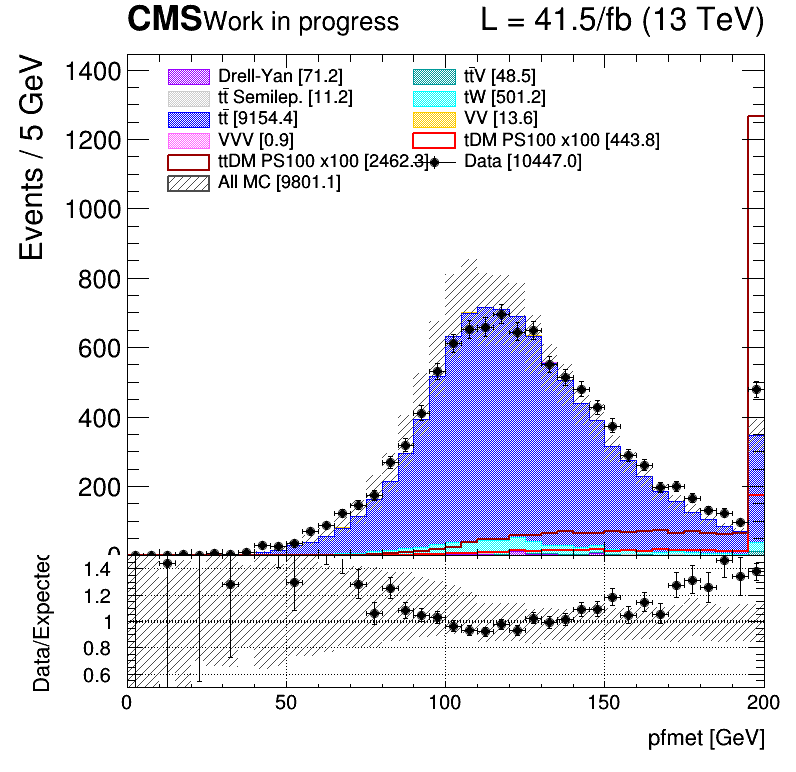 CMS Work in progress L = 41.5/fb (13 TeV)
Events / 5 GeV
1400
1200
1000
800
600
400
200
0
Drell-Yan [71.2] tt̄V [48.5]
tt̄ Semilep. [11.2] tW [501.2]
tt̄ [9154.4] VV [13.6]
VVV [0.9] tDM PS100 x100 [443.8]
ttDM PS100 x100 [2462.3] Data [10447.0]
All MC [9801.1]
Data/Expected
1.4
1.2
1
0.8
0.6
0 50 100 150 200
pfmet [GeV]